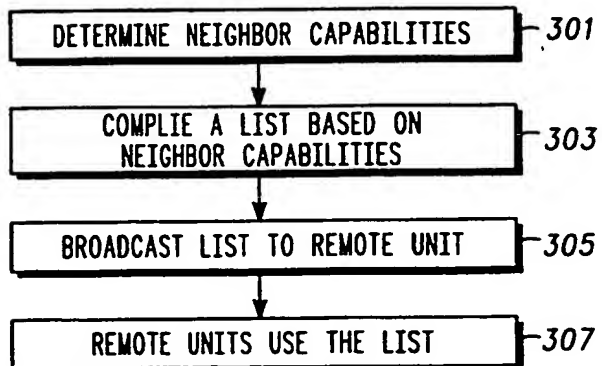 DETERMINE NEIGHBOR CAPABILITIES 301
COMPLIE A LIST BASED ON
NEIGHBOR CAPABILITIES 303
BROADCAST LIST TO REMOTE UNIT 305
REMOTE UNITS USE THE LIST 307